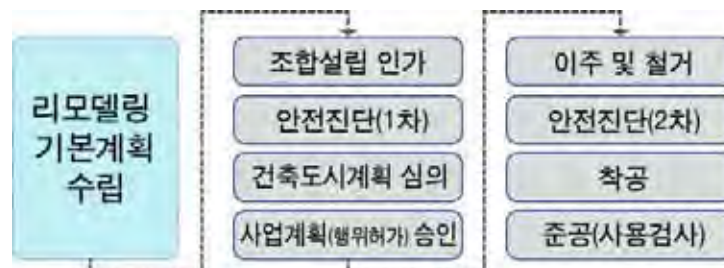 리모델링
기본계획
수립
조합설립 인가
안전진단(1차)
건축도시계획 심의
사업계획(행위허가) 승인
이주 및 철거
안전진단(2차)
착공
준공(사용검사)